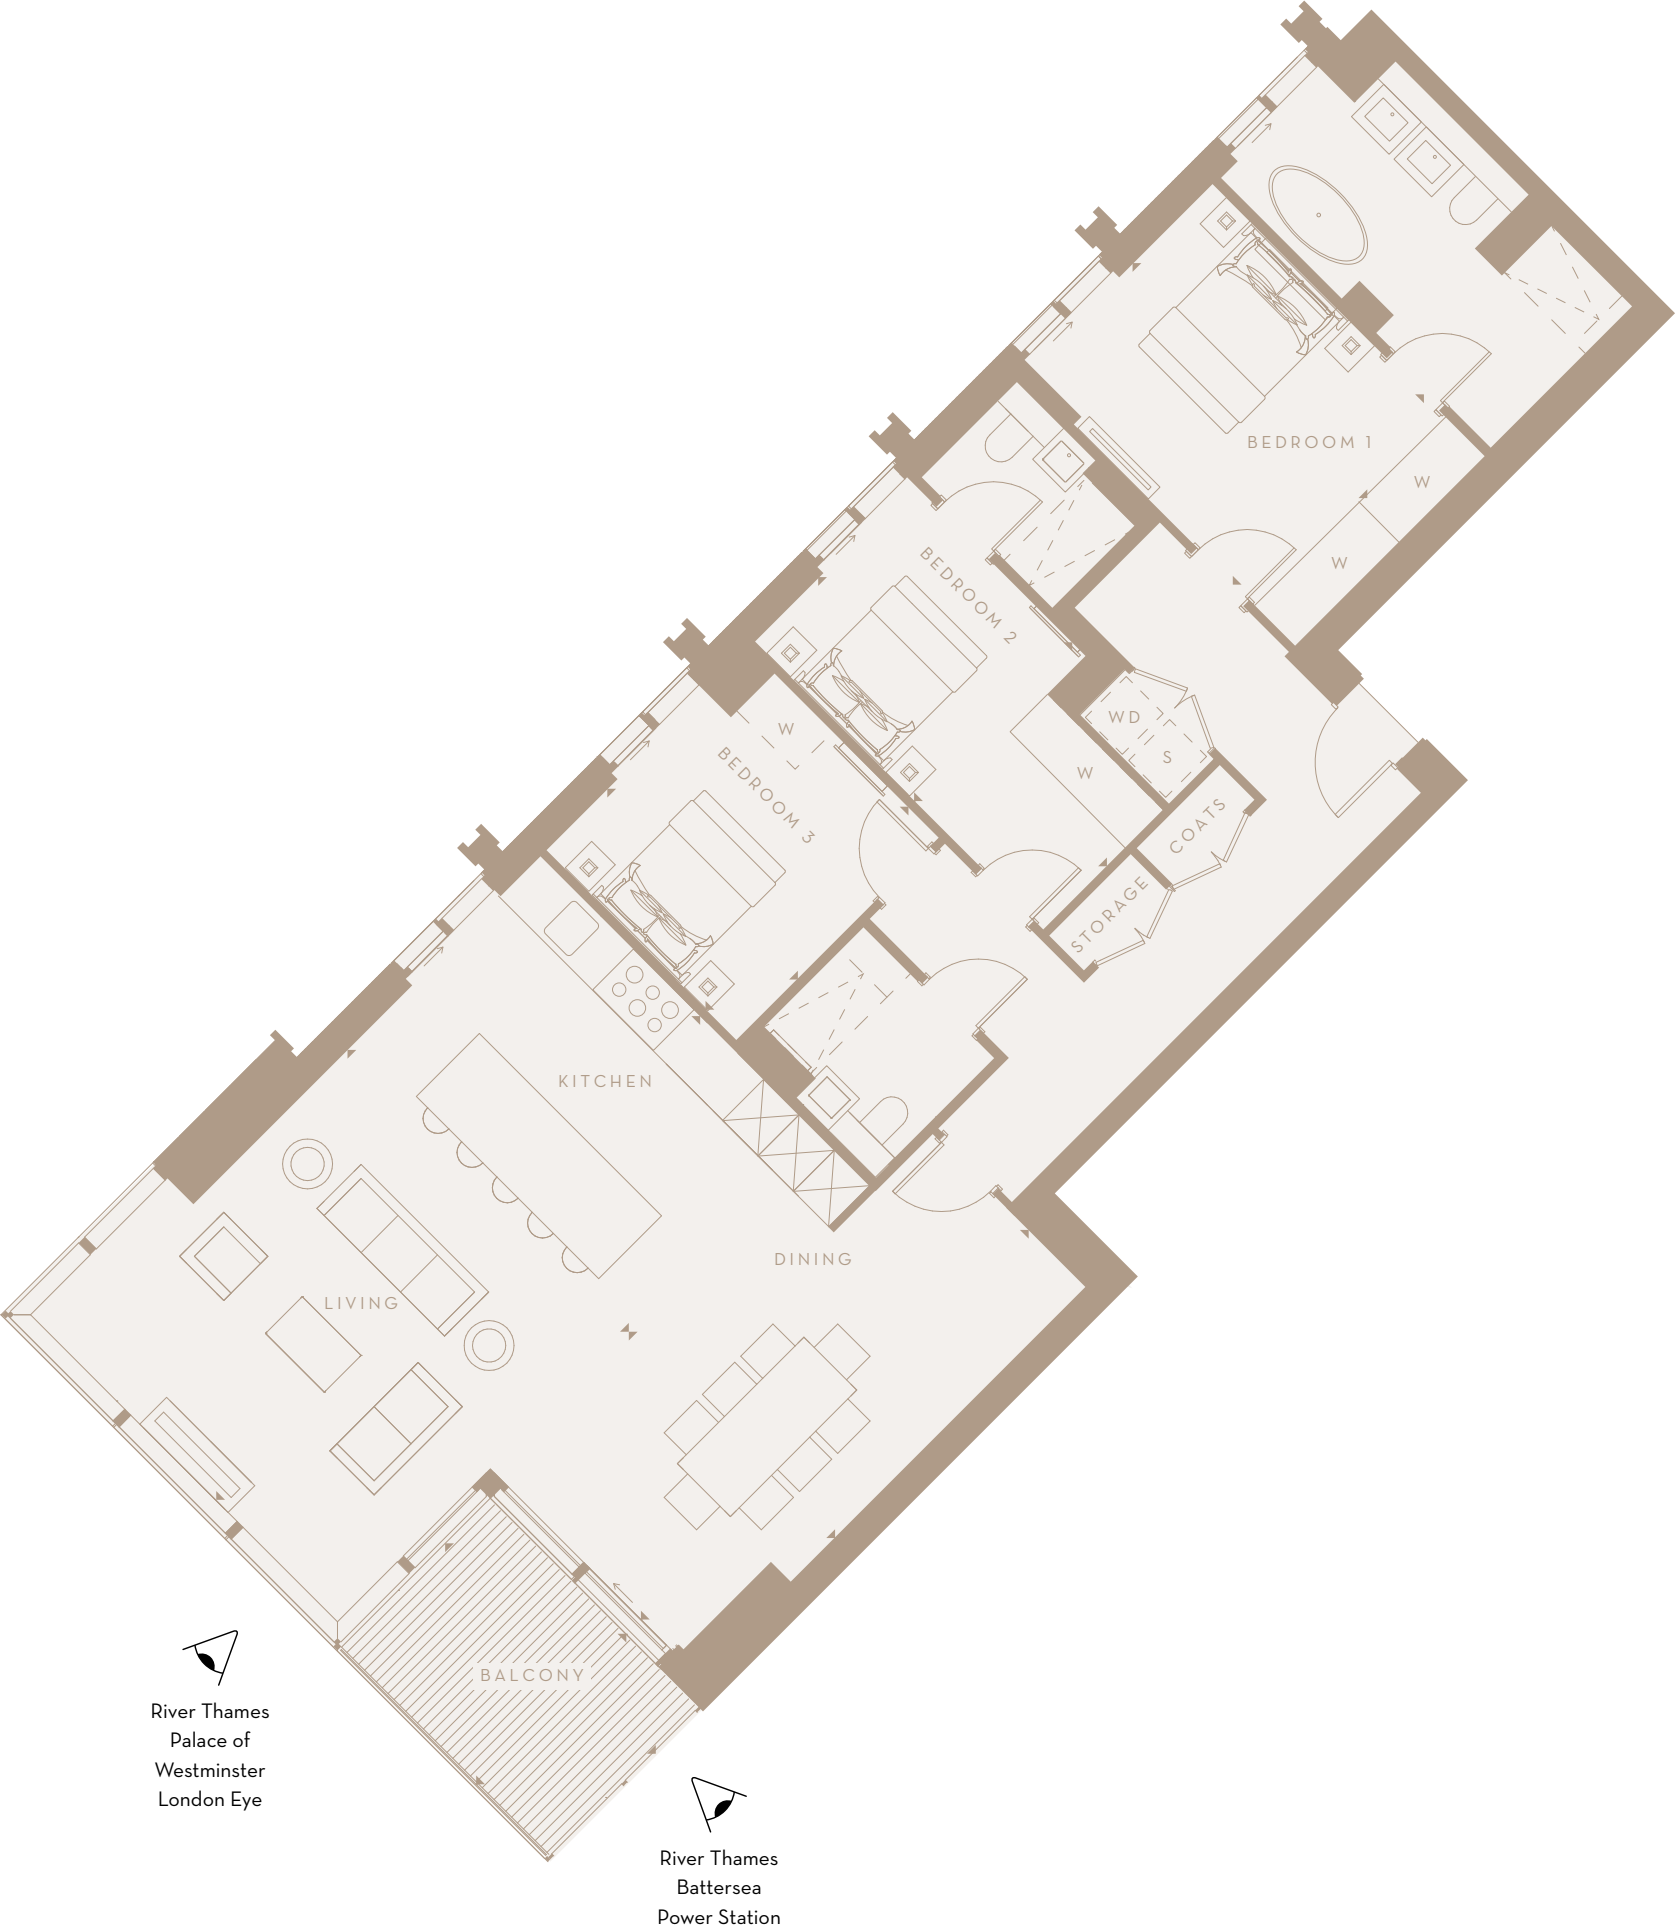 BEDROOM 1
W
W
BEDROOM 2
WD
S
W
W
BEDROOM 3
COATS
STORAGE
KITCHEN
DINING
LIVING
BALCONY
River Thames
Palace of
Westminster
London Eye
River Thames
Battersea
Power Station